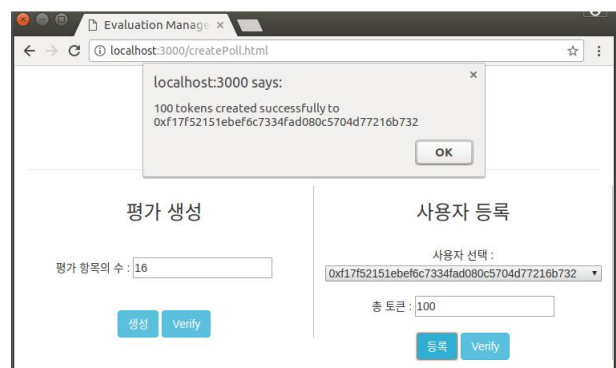 Evaluation Manage
localhost:3000/createPoll.html
localhost:3000 says:
100 tokens created successfully to
0xf17f52151ebef6c7334fad080c5704d77216b732
OK
평가 생성
평가 항목의 수 : 16
생성 Verify
사용자 등록
사용자 선택 :
0xf17f52151ebef6c7334fad080c5704d77216b732
총 토큰 : 100
등록 Verify